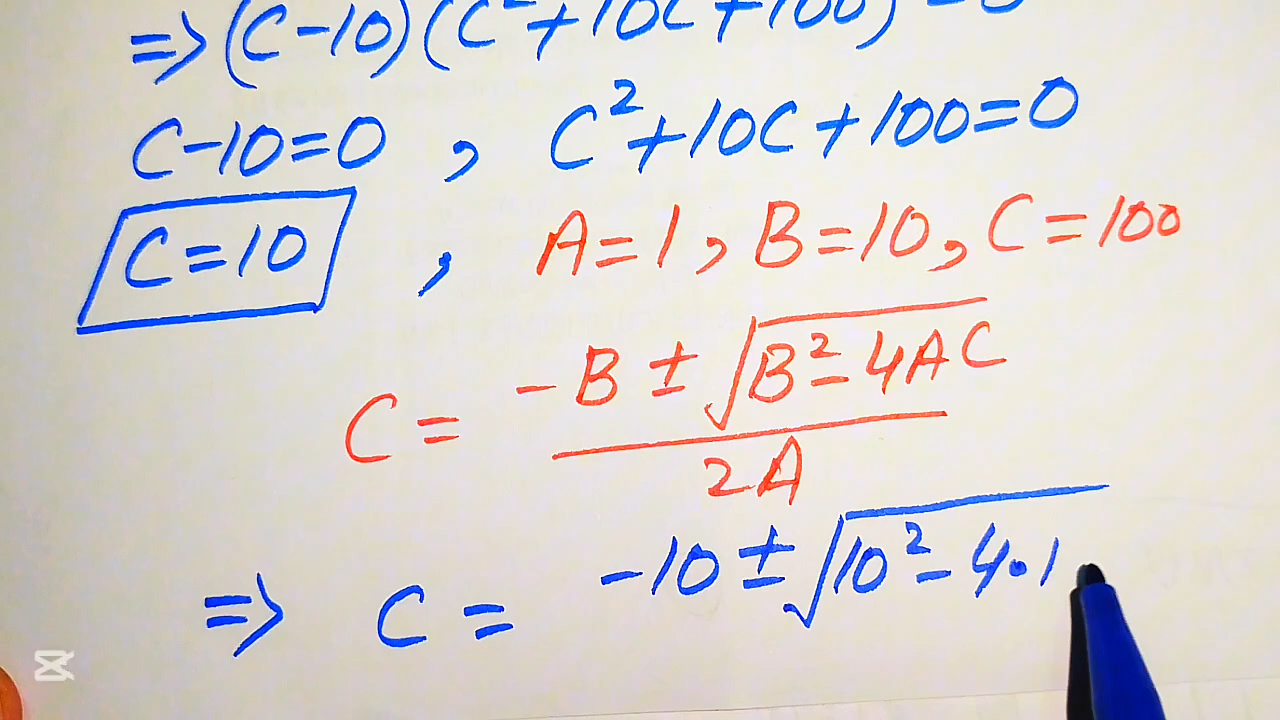 => (C-10)(C²+10C+100) = 0
C-10=0 , C²+10C+100=0
C=10 , A=1, B=10, C=100
C = (-B ± √(B²-4AC)) / 2A
=> C = -10 ± √(10²-4·1